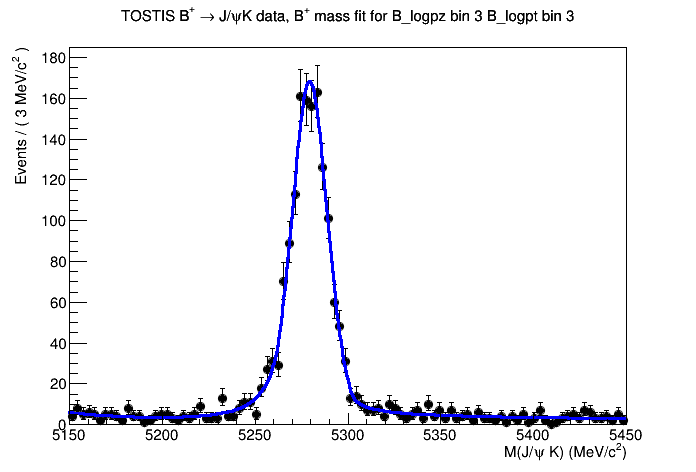 TOSTIS B⁺ → J/ψK data, B⁺ mass fit for B_logpz bin 3 B_logpt bin 3
Events / ( 3 MeV/c² )
180
160
140
120
100
80
60
40
20
0
5150 5200 5250 5300 5350 5400 5450
M(J/ψ K) (MeV/c²)